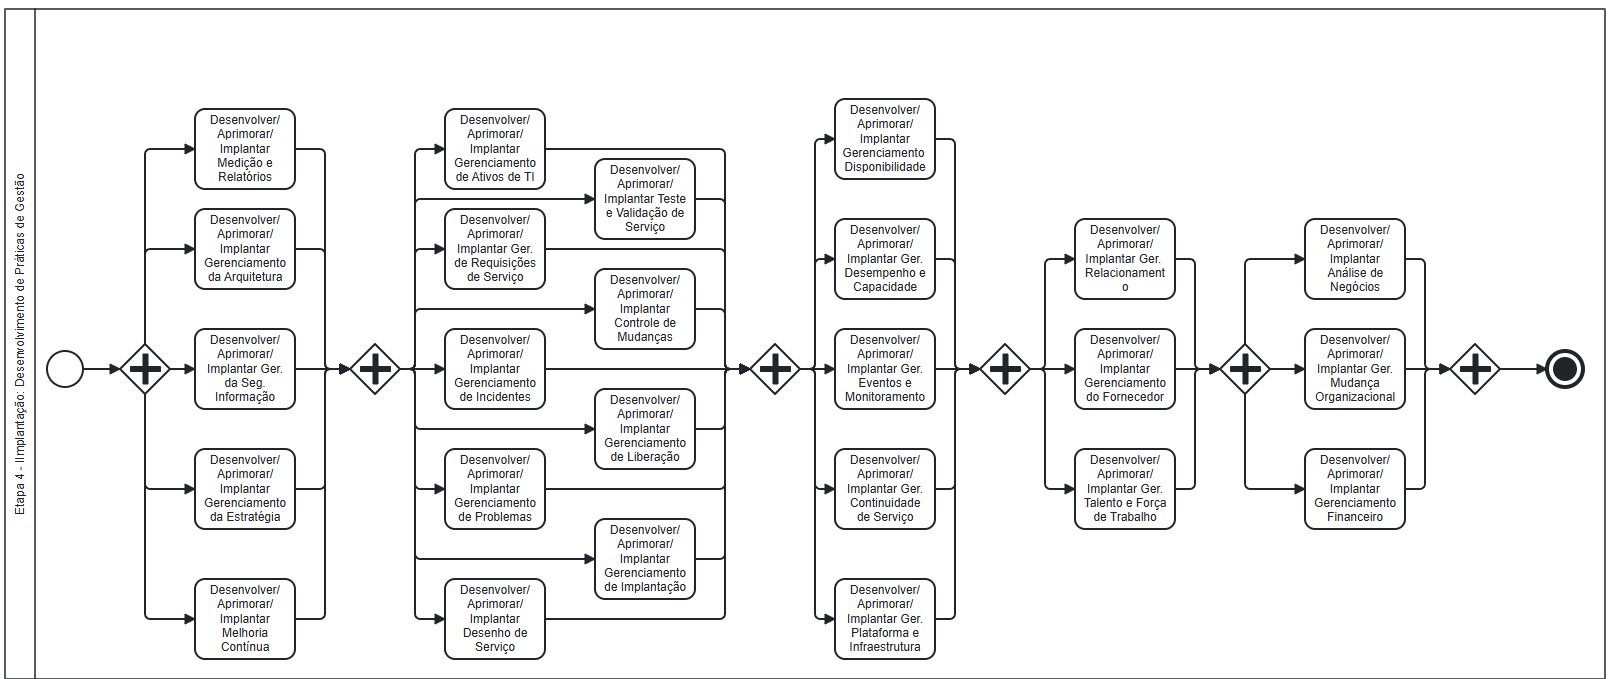 Etapa 4 - IImplantação: Desenvolvimento de Práticas de Gestão
Desenvolver/
Aprimorar/
Implantar
Medição e
Relatórios
Desenvolver/
Aprimorar/
Implantar
Gerenciamento
da Arquitetura
Desenvolver/
Aprimorar/
Implantar Ger.
da Seg.
Informação
Desenvolver/
Aprimorar/
Implantar
Gerenciamento
da Estratégia
Desenvolver/
Aprimorar/
Implantar
Melhoria
Contínua
Desenvolver/
Aprimorar/
Implantar
Gerenciamento
de Ativos de TI
Desenvolver/
Aprimorar/
Implantar Teste
e Validação de
Serviço
Desenvolver/
Aprimorar/
Implantar Ger.
de Requisições
de Serviço
Desenvolver/
Aprimorar/
Implantar
Controle de
Mudanças
Desenvolver/
Aprimorar/
Implantar
Gerenciamento
de Incidentes
Desenvolver/
Aprimorar/
Implantar
Gerenciamento
de Liberação
Desenvolver/
Aprimorar/
Implantar
Gerenciamento
de Problemas
Desenvolver/
Aprimorar/
Implantar
Gerenciamento
de Implantação
Desenvolver/
Aprimorar/
Implantar
Desenho de
Serviço
Desenvolver/
Aprimorar/
Implantar
Gerenciamento
Disponibilidade
Desenvolver/
Aprimorar/
Implantar Ger.
Desempenho e
Capacidade
Desenvolver/
Aprimorar/
Implantar Ger.
Eventos e
Monitoramento
Desenvolver/
Aprimorar/
Implantar Ger.
Continuidade
de Serviço
Desenvolver/
Aprimorar/
Implantar Ger.
Plataforma e
Infraestrutura
Desenvolver/
Aprimorar/
Implantar Ger.
Relacionament
o
Desenvolver/
Aprimorar/
Implantar
Gerenciamento
do Fornecedor
Desenvolver/
Aprimorar/
Implantar Ger.
Talento e Força
de Trabalho
Desenvolver/
Aprimorar/
Implantar
Análise de
Negócios
Desenvolver/
Aprimorar/
Implantar Ger.
Mudança
Organizacional
Desenvolver/
Aprimorar/
Implantar
Gerenciamento
Financeiro